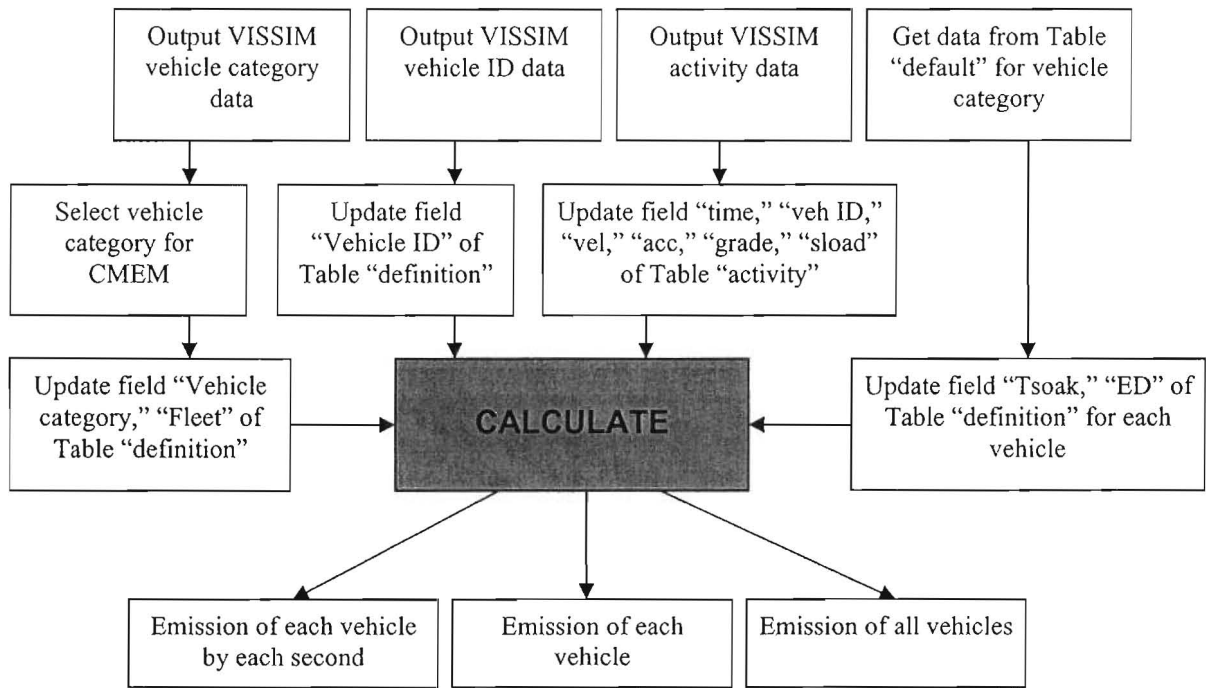 Output VISSIM
vehicle category
data
Output VISSIM
vehicle ID data
Output VISSIM
activity data
Get data from Table
“default” for vehicle
category
Select vehicle
category for
CMEM
Update field
“Vehicle ID” of
Table “definition”
Update field “time,” “veh ID,”
“vel,” “acc,” “grade,” “sload”
of Table “activity”
Update field “Vehicle
category,” “Fleet” of
Table “definition”
CALCULATE
Update field “Tsoak,” “ED” of
Table “definition” for each
vehicle
Emission of each vehicle
by each second
Emission of each
vehicle
Emission of all vehicles